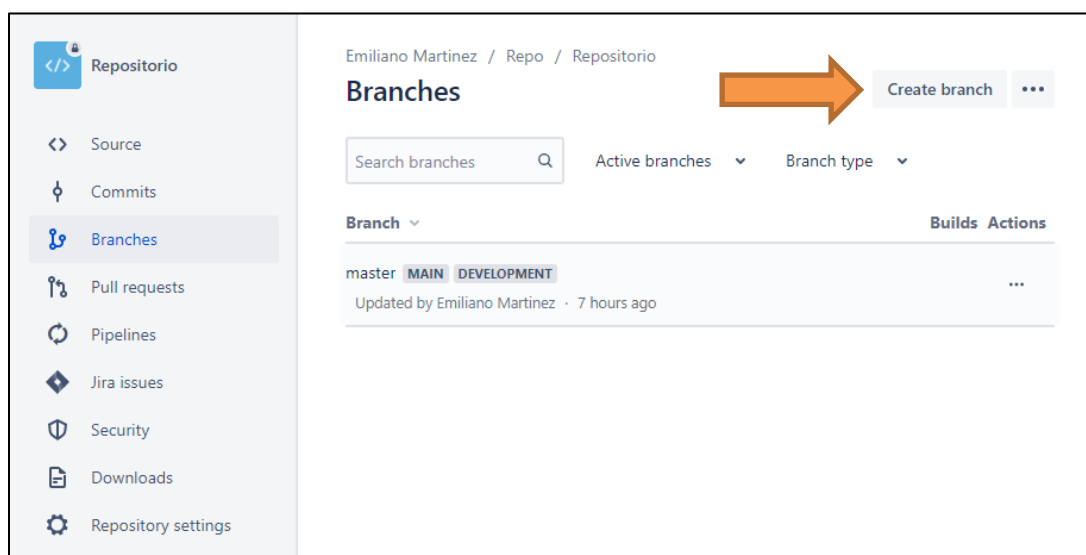 Repositorio
Source
Commits
Branches
Pull requests
Pipelines
Jira issues
Security
Downloads
Repository settings
Emiliano Martinez / Repo / Repositorio
Branches
Create branch
Search branches
Active branches
Branch type
Branch
Builds Actions
master MAIN DEVELOPMENT
Updated by Emiliano Martinez · 7 hours ago